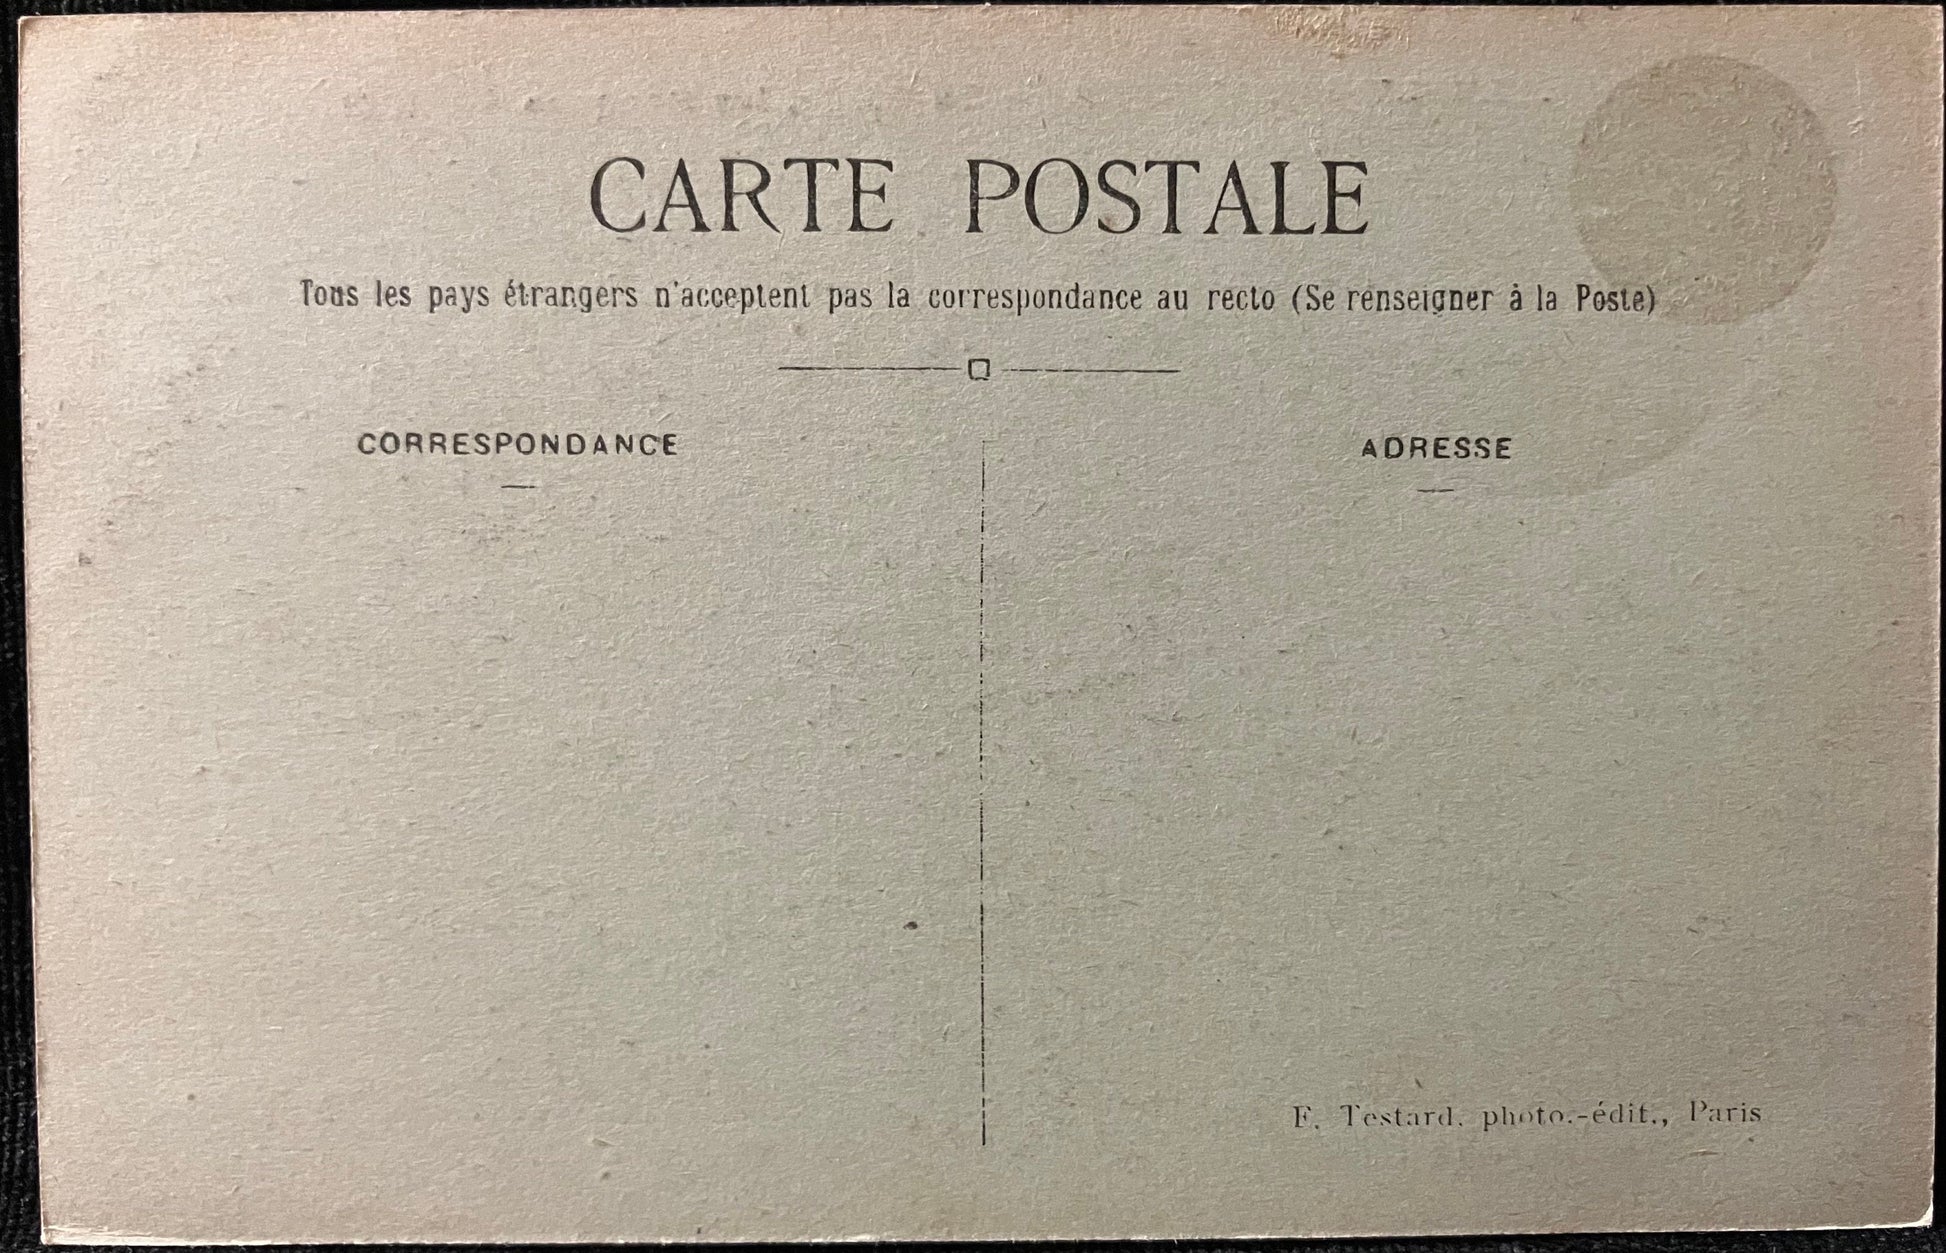 CARTE POSTALE
Tous les pays étrangers n'acceptent pas la correspondance au recto (Se renseigner à la Poste)
CORRESPONDANCE
ADRESSE
F. Testard. photo.-édit., Paris